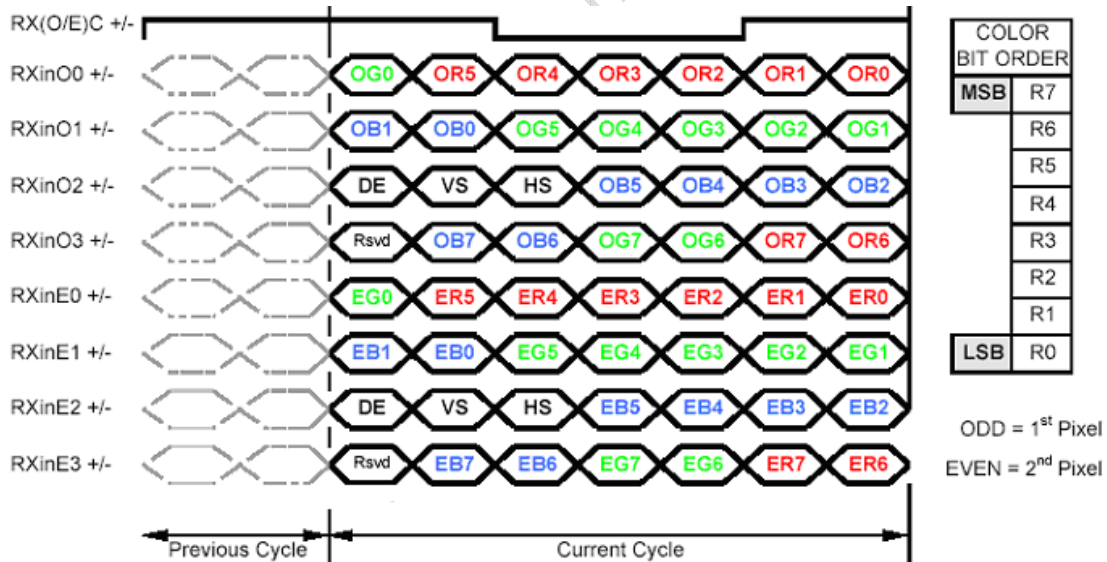 RX(O/E)C +/-
RXinO0 +/- OG0 OR5 OR4 OR3 OR2 OR1 OR0
RXinO1 +/- OB1 OB0 OG5 OG4 OG3 OG2 OG1
RXinO2 +/- DE VS HS OB5 OB4 OB3 OB2
RXinO3 +/- Rsvd OB7 OB6 OG7 OG6 OR7 OR6
RXinE0 +/- EG0 ER5 ER4 ER3 ER2 ER1 ER0
RXinE1 +/- EB1 EB0 EG5 EG4 EG3 EG2 EG1
RXinE2 +/- DE VS HS EB5 EB4 EB3 EB2
RXinE3 +/- Rsvd EB7 EB6 EG7 EG6 ER7 ER6
Previous Cycle Current Cycle
COLOR
BIT ORDER
MSB R7
R6
R5
R4
R3
R2
R1
LSB R0
ODD = 1st Pixel
EVEN = 2nd Pixel